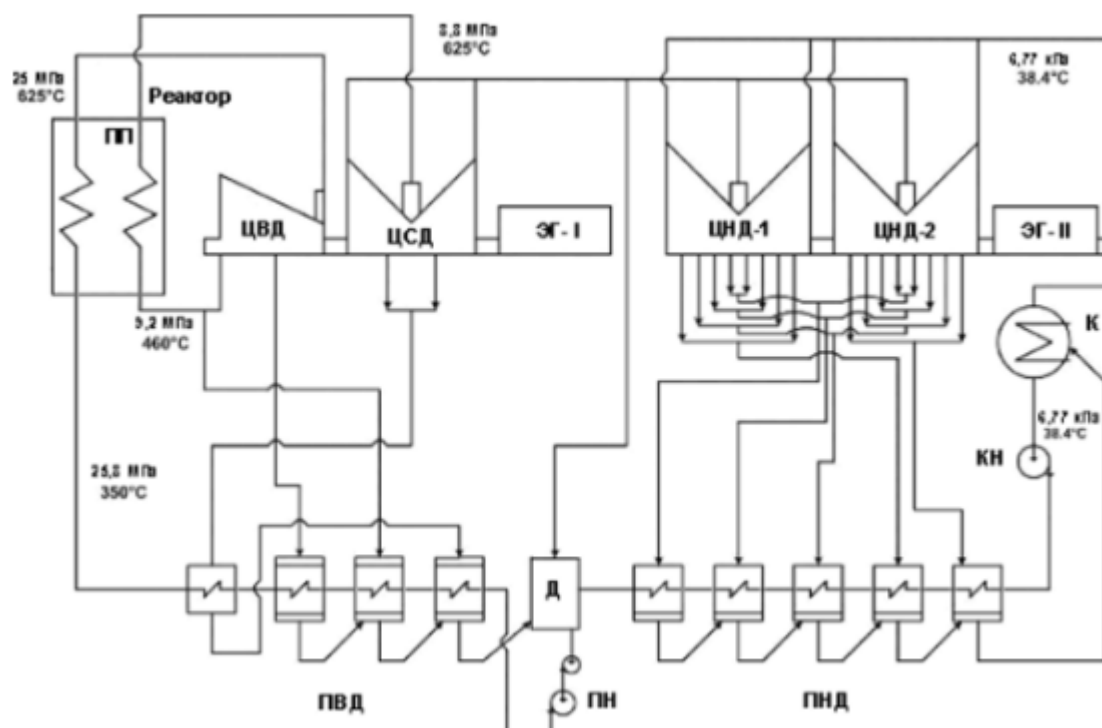 8,8 МПа
625°C
6,77 кПа
38.4°C
25 МПа
625°C
Реактор
ПП
ЦВД
ЦСД
ЭГ- I
ЦНД-1
ЦНД-2
ЭГ- II
9,2 МПа
460°C
К
6,77 кПа
38.4°C
КН
25,8 МПа
350°C
Д
ПВД
ПН
ПНД